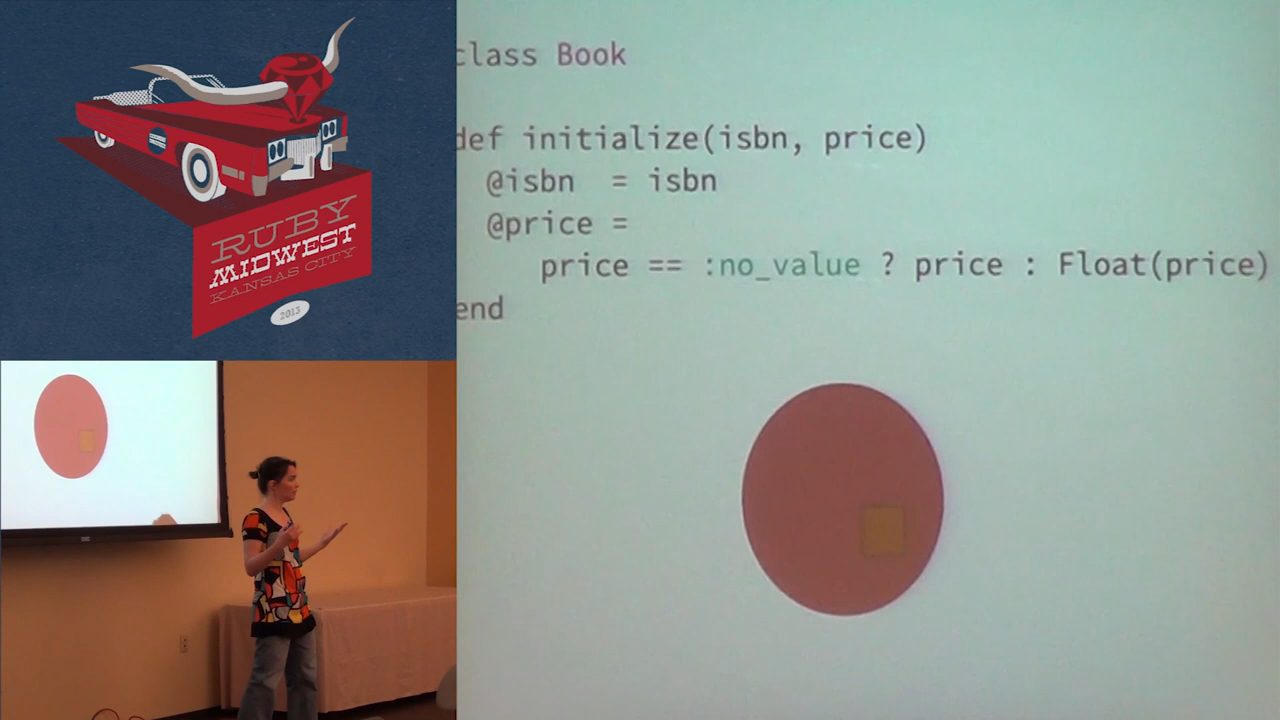 RUBY
MIDWEST
KANSAS CITY
2013
class Book
def initialize(isbn, price)
@isbn = isbn
@price =
price == :no_value ? price : Float(price)
end